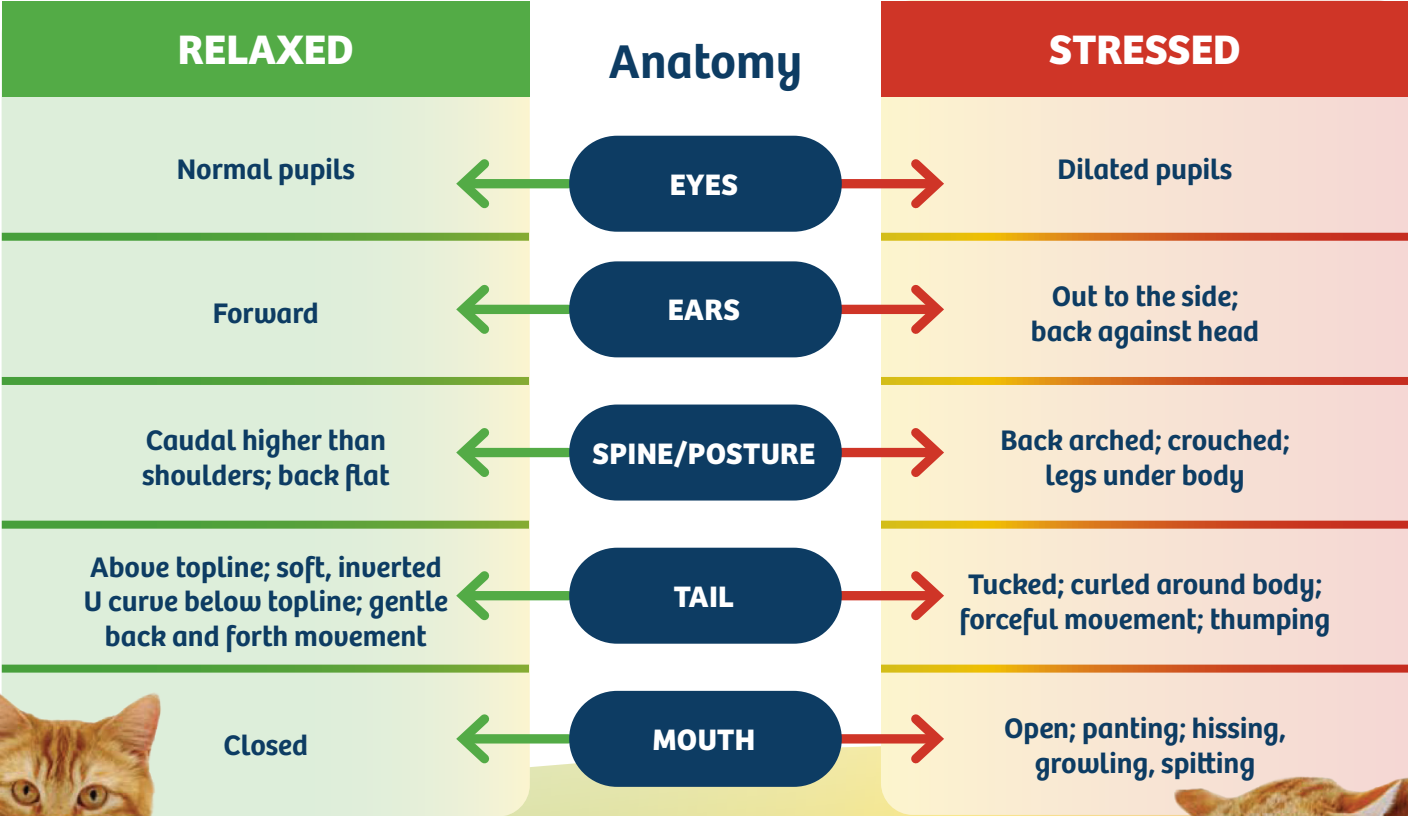 RELAXED
Anatomy
STRESSED
Normal pupils
EYES
Dilated pupils
Forward
EARS
Out to the side;
back against head
Caudal higher than
shoulders; back flat
SPINE/POSTURE
Back arched; crouched;
legs under body
Above topline; soft, inverted
U curve below topline; gentle
back and forth movement
TAIL
Tucked; curled around body;
forceful movement; thumping
Closed
MOUTH
Open; panting; hissing,
growling, spitting